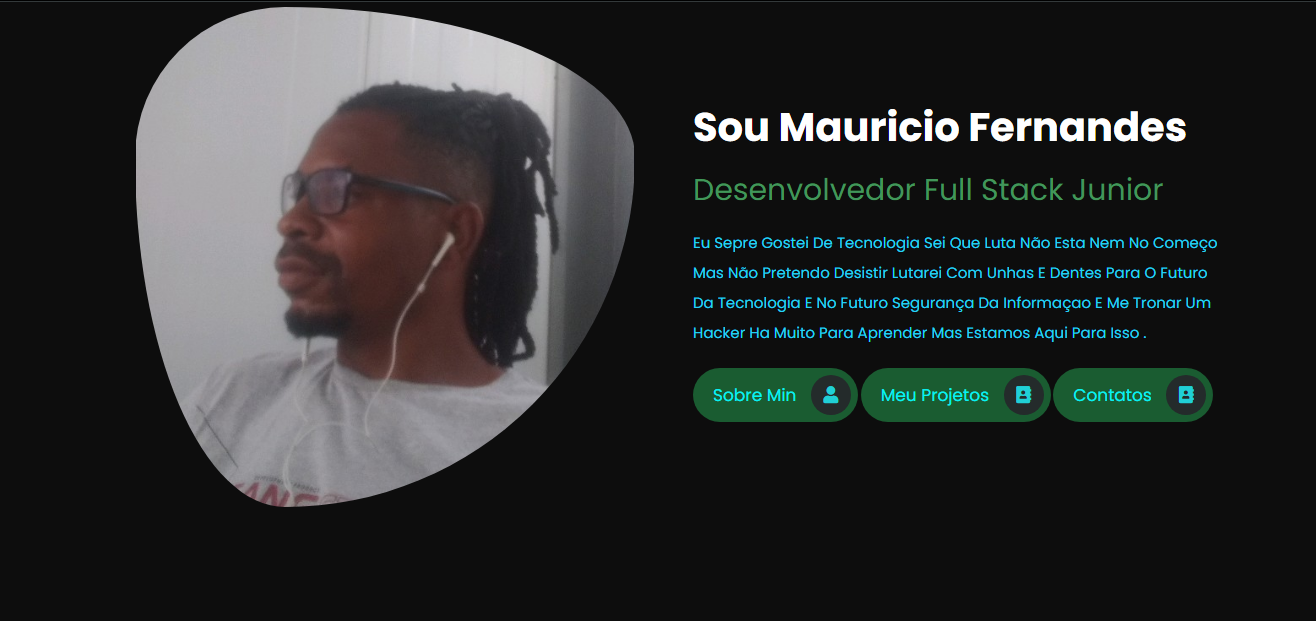 Sou Mauricio Fernandes
Desenvolvedor Full Stack Junior
Eu Sepre Gostei De Tecnologia Sei Que Luta Não Esta Nem No Começo
Mas Não Pretendo Desistir Lutarei Com Unhas E Dentes Para O Futuro
Da Tecnologia E No Futuro Segurança Da Informaçao E Me Tronar Um
Hacker Ha Muito Para Aprender Mas Estamos Aqui Para Isso .
Sobre Min
Meu Projetos
Contatos